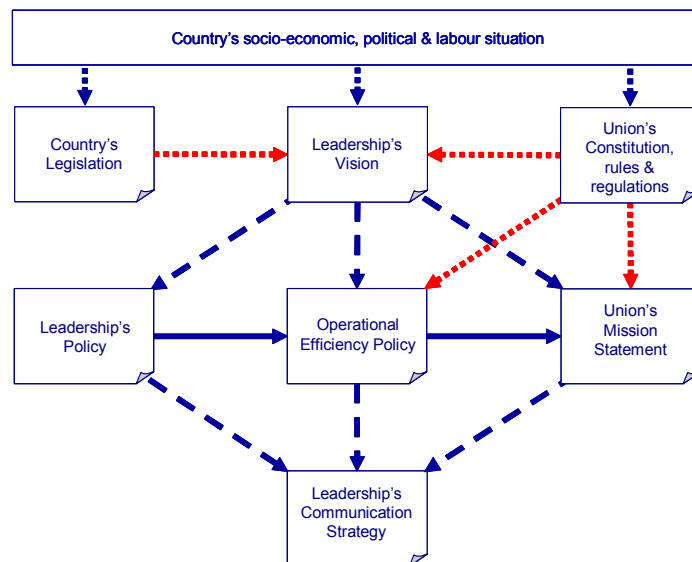 Country's socio-economic, political & labour situation
Country's
Legislation
Leadership's
Vision
Union's
Constitution,
rules &
regulations
Leadership's
Policy
Operational
Efficiency Policy
Union's
Mission
Statement
Leadership's
Communication
Strategy